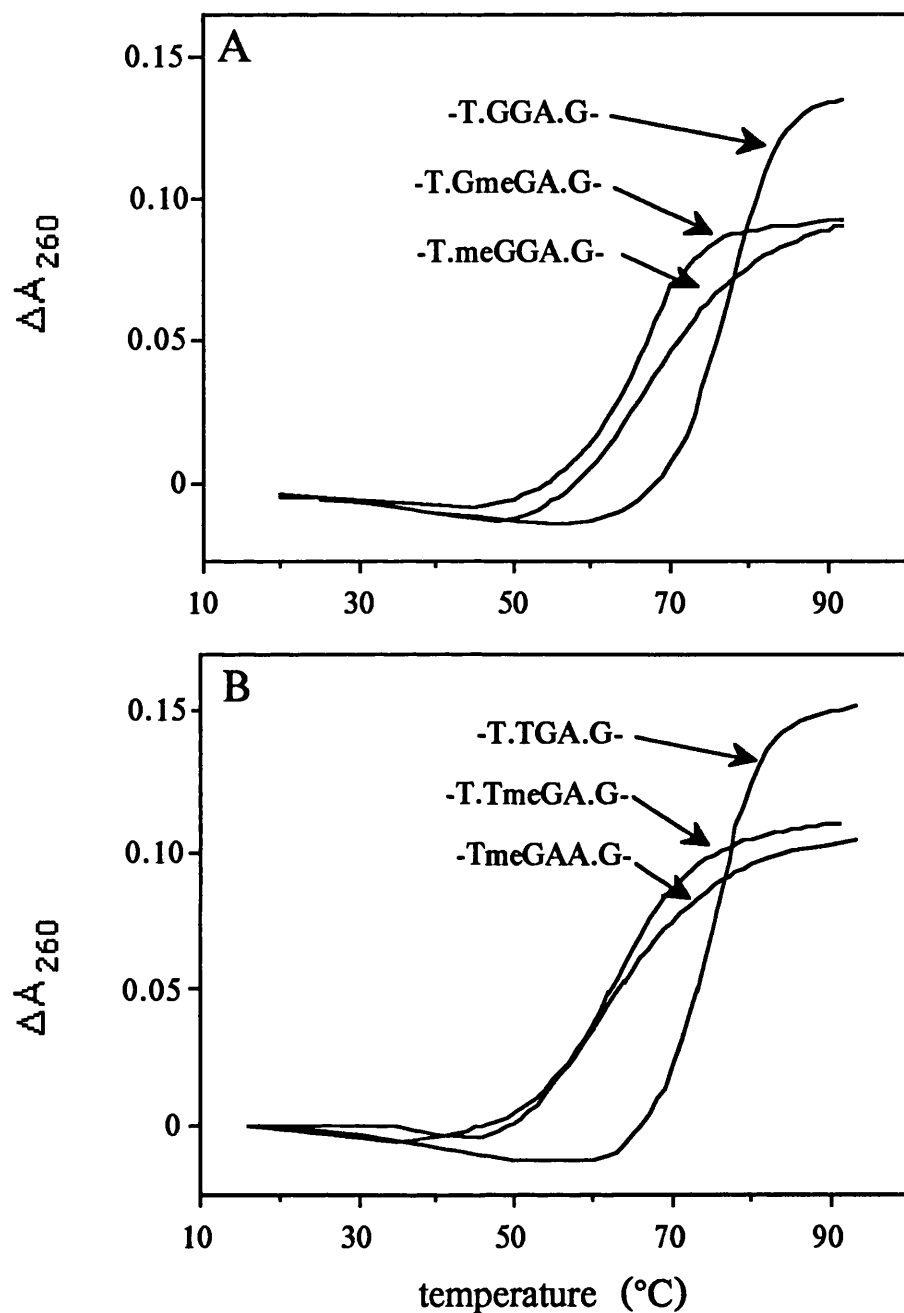 A
0.15
-T.GGA.G-
-T.GmeGA.G-
0.10
-T.meGGA.G-
ΔA260
0.05
0
10 30 50 70 90
B
0.15
-T.TGA.G-
-T.TmeGA.G-
0.10
-TmeGAA.G-
ΔA260
0.05
0
10 30 50 70 90
temperature (°C)